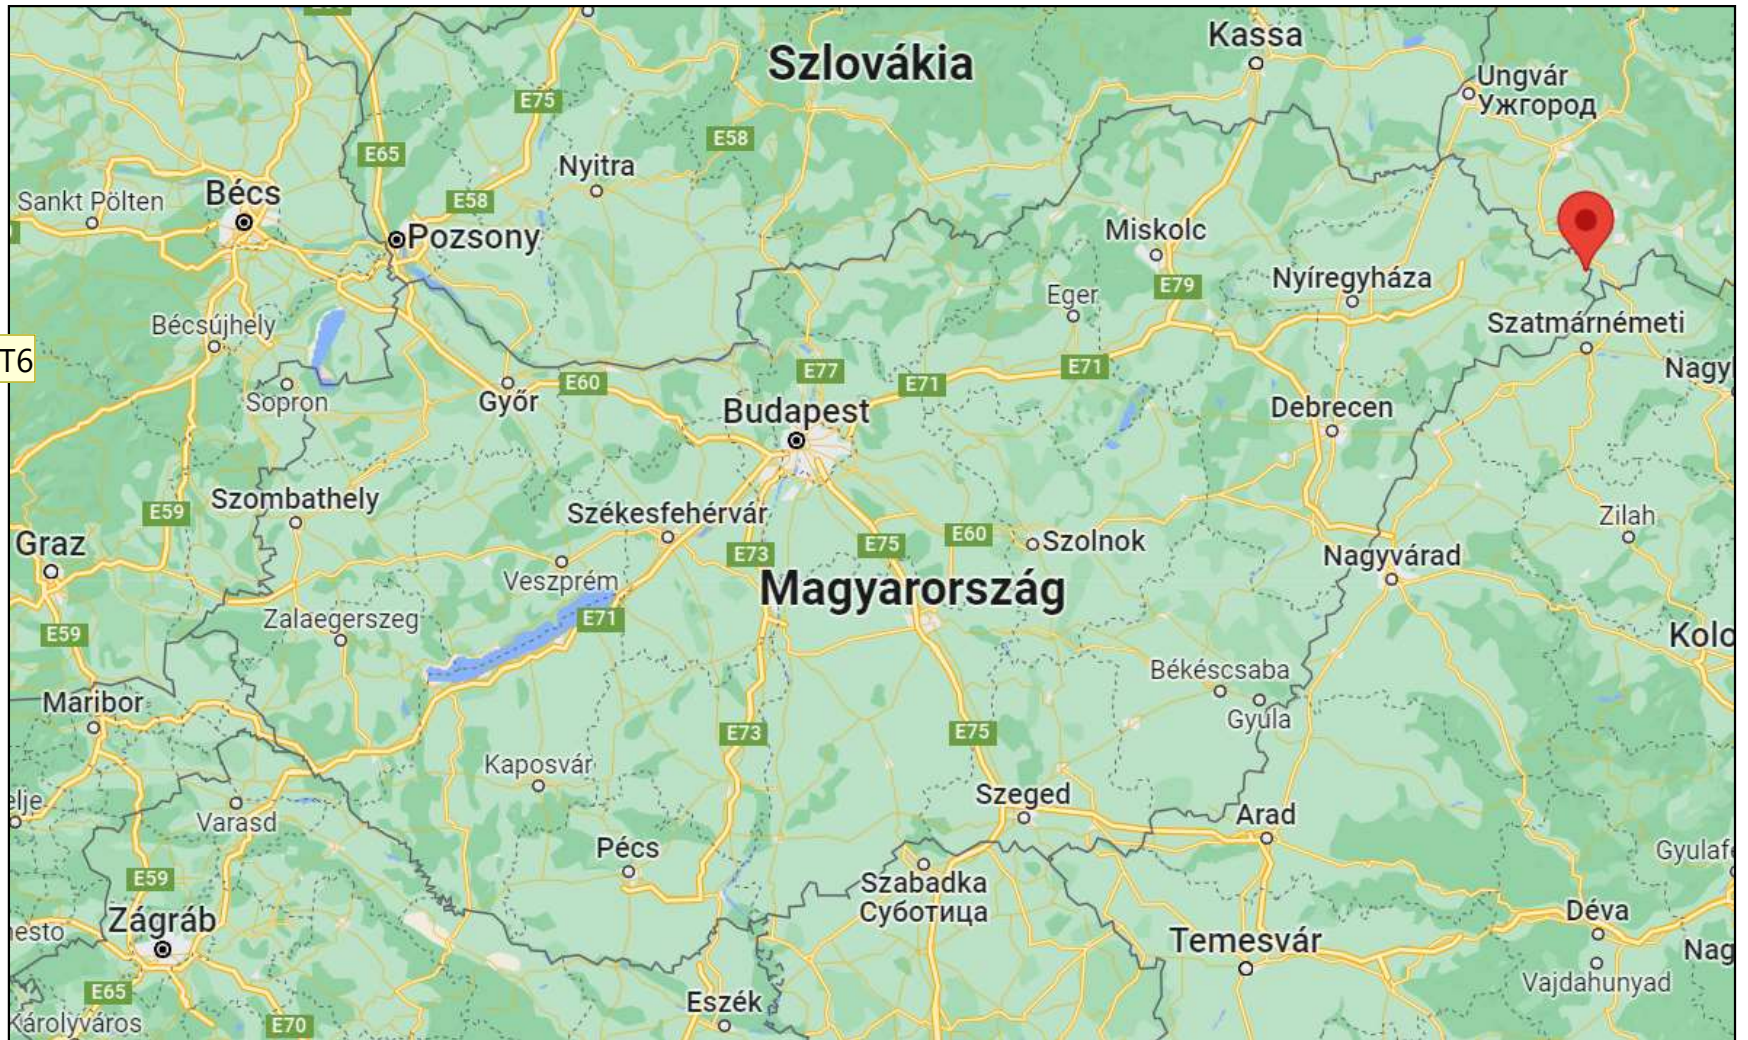 Szlovákia
Kassa
Ungvár
Ужгород
E75
E58
E65
Nyitra
Sankt Pölten
Bécs
E58
Pozsony
Miskolc
Nyíregyháza
E79
Eger
Szatmárnémeti
Bécsújhely
T6
E77
E71
E71
Nagy
Sopron
Győr
E60
Budapest
Debrecen
Szombathely
E59
Székesfehérvár
Zilah
Graz
E73
E75
E60
Szolnok
Nagyvárad
Veszprém
Magyarország
Zalaegerszeg
E71
E59
Kolo
Békéscsaba
Maribor
Gyula
E73
E75
Kaposvár
elje
Varasd
Szeged
Arad
Pécs
Gyulafe
E59
Szabadka
Суботица
Zágráb
esto
Déva
Temesvár
Nag
Vajdahunyad
E65
Eszék
Károlyváros
E70